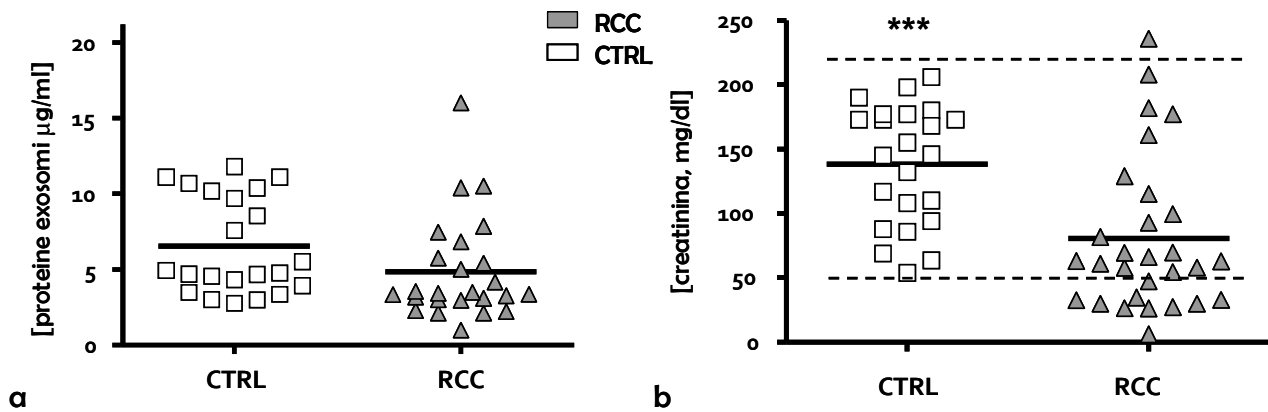 RCC
CTRL
[proteine exosomi µg/ml]
20
15
10
5
0
CTRL
RCC
a
[creatinina, mg/dl]
250
200
150
100
50
0
***
CTRL
RCC
b